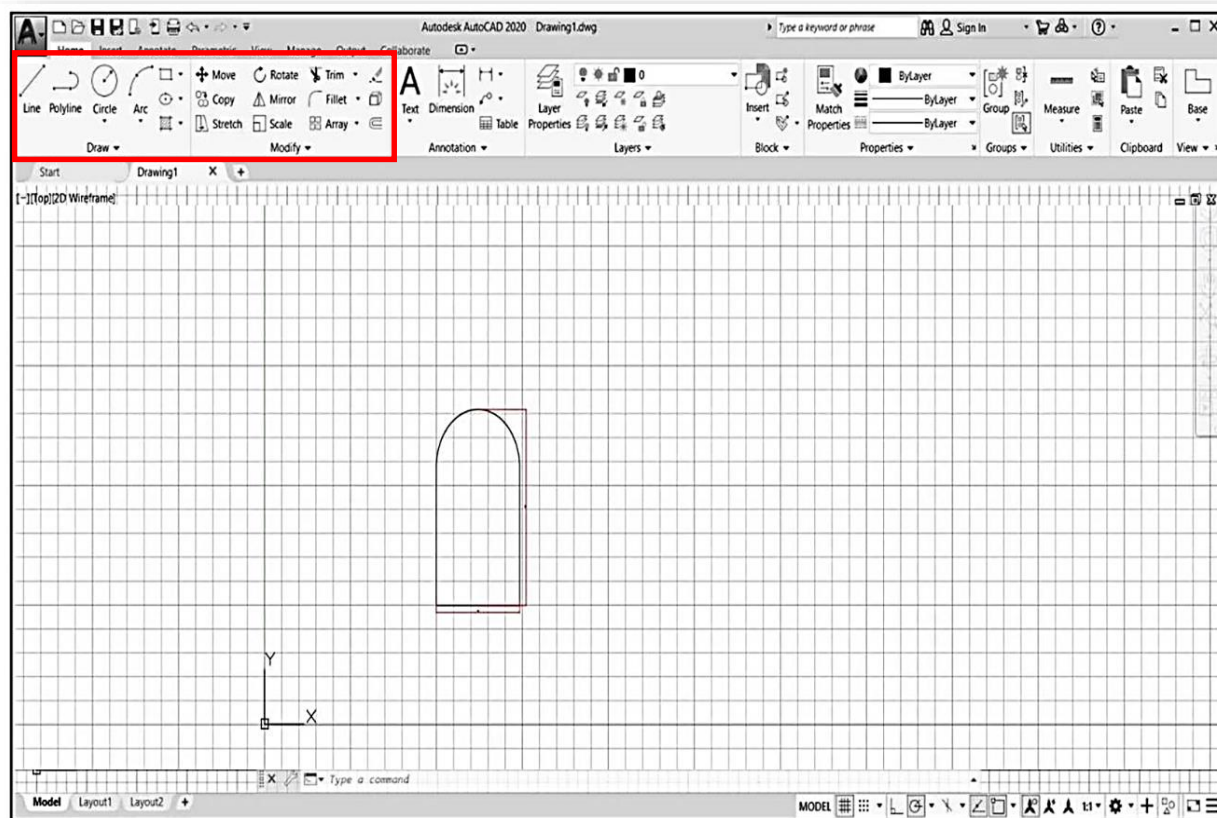 A Autodesk AutoCAD 2020 Drawing1.dwg Type a keyword or phrase Sign In
Home Insert Annotate Parametric View Manage Output Collaborate
Move Rotate Trim 0 ByLayer
Line Polyline Circle Arc Copy Mirror Fillet Text Dimension Layer Properties Insert Match Properties ByLayer Group Measure Paste Base
Stretch Scale Array Table ByLayer
Draw Modify Annotation Layers Block Properties Groups Utilities Clipboard View
Start Drawing1 X +
[-][Top][2D Wireframe]
Y
X
Type a command
Model Layout1 Layout2 + MODEL 1:1